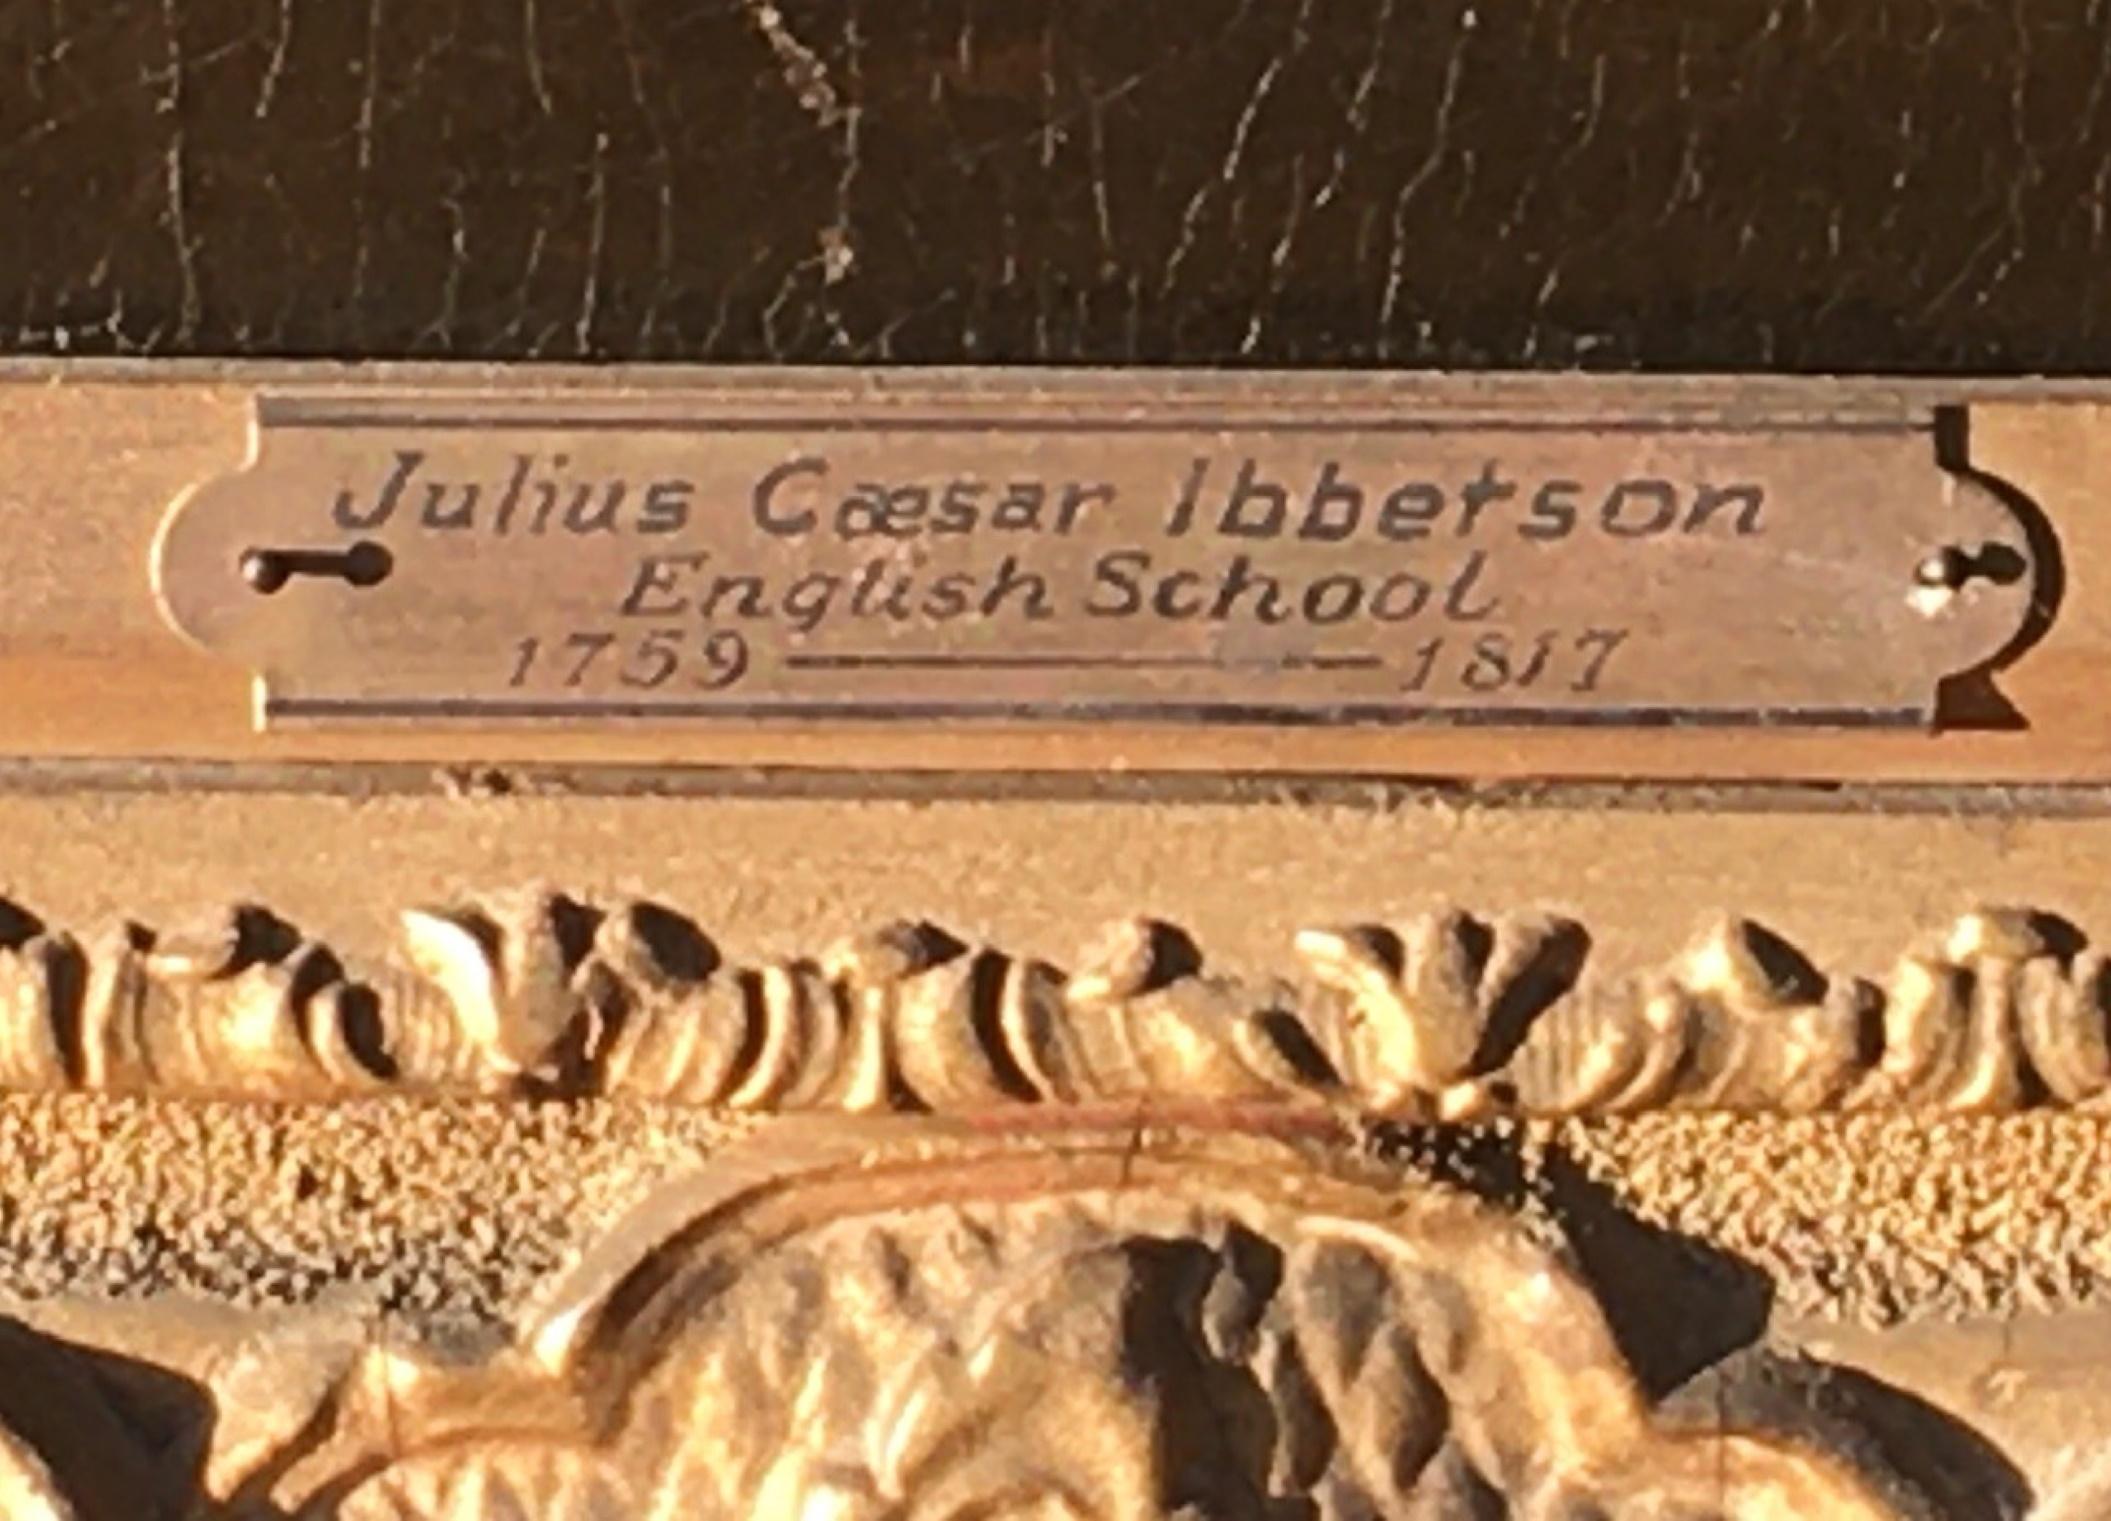 Julius Cæsar Ibbetson
English School
1759 — 1817